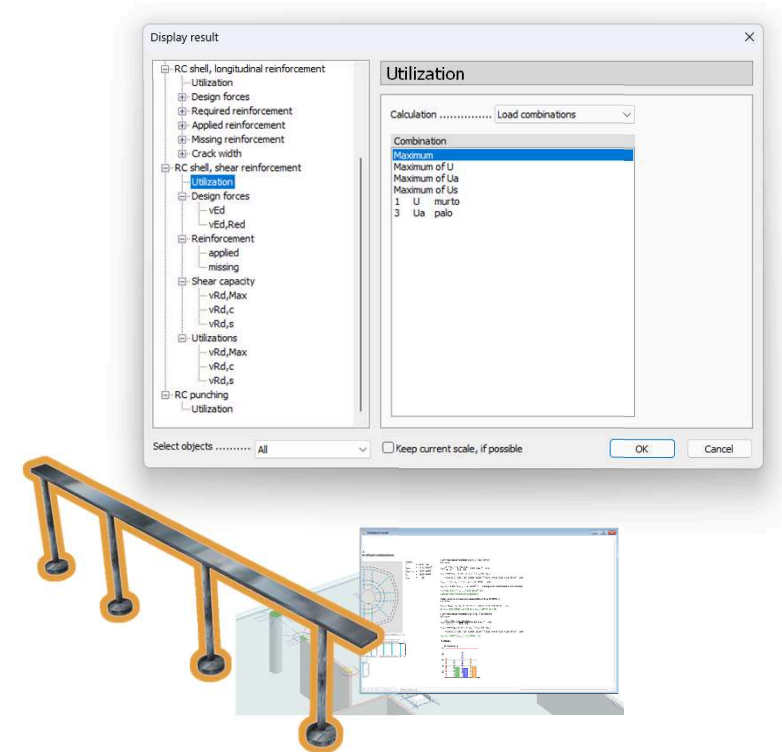 Display result
RC shell, longitudinal reinforcement
Utilization
Design forces
Required reinforcement
Applied reinforcement
Missing reinforcement
Crack width
RC shell, shear reinforcement
Utilization
Design forces
vEd
vEd,Red
Reinforcement
applied
missing
Shear capacity
vRd,Max
vRd,c
vRd,s
Utilizations
vRd,Max
vRd,c
vRd,s
RC punching
Utilization
Select objects .......... All
Utilization
Calculation ............... Load combinations
Combination
Maximum
Maximum of U
Maximum of Ua
Maximum of Us
1 U murto
3 Ua palo
Keep current scale, if possible
OK
Cancel